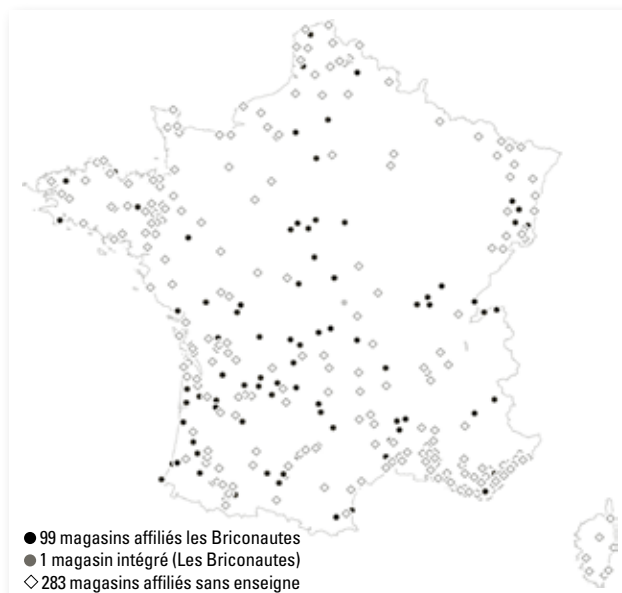 99 magasins affiliés les Briconautes
1 magasin intégré (Les Briconautes)
283 magasins affiliés sans enseigne